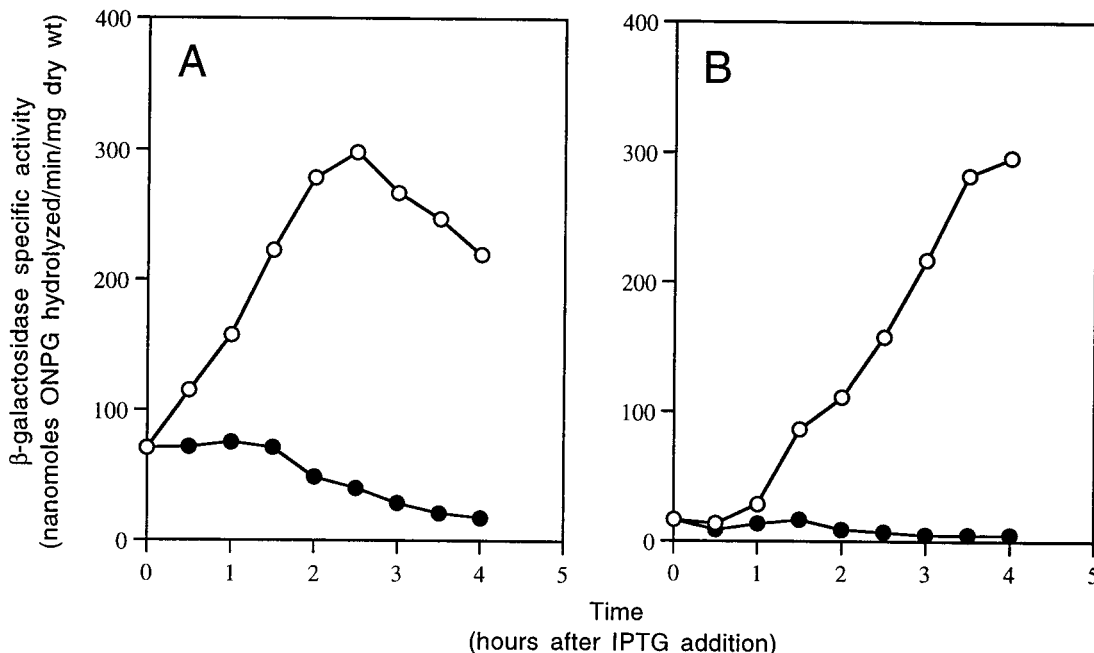 β-galactosidase specific activity
(nanomoles ONPG hydrolyzed/min/mg dry wt)
A
400
300
200
100
0
0 1 2 3 4 5
B
400
300
200
100
0
0 1 2 3 4 5
Time
(hours after IPTG addition)